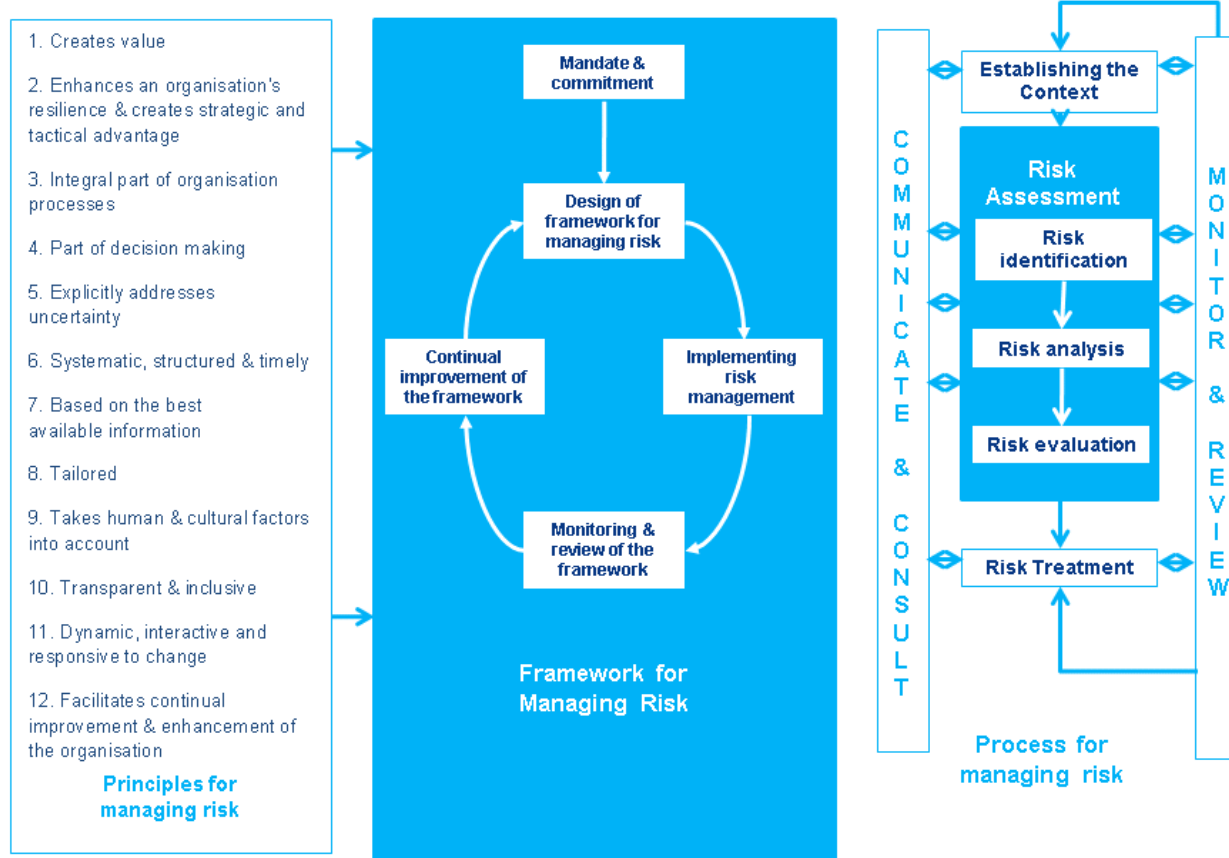 1. Creates value
2. Enhances an organisation's
resilience & creates strategic and
tactical advantage
3. Integral part of organisation
processes
4. Part of decision making
5. Explicitly addresses
uncertainty
6. Systematic, structured & timely
7. Based on the best
available information
8. Tailored
9. Takes human & cultural factors
into account
10. Transparent & inclusive
11. Dynamic, interactive and
responsive to change
12. Facilitates continual
improvement & enhancement of
the organisation
Principles for
managing risk
Mandate &
commitment
Design of
framework for
managing risk
Continual
improvement of
the framework
Implementing
risk
management
Monitoring &
review of the
framework
Framework for
Managing Risk
COMMUNICATE & CONSULT
Establishing the
Context
Risk
Assessment
Risk
identification
Risk analysis
Risk evaluation
Risk Treatment
Process for
managing risk
MONITOR & REVIEW